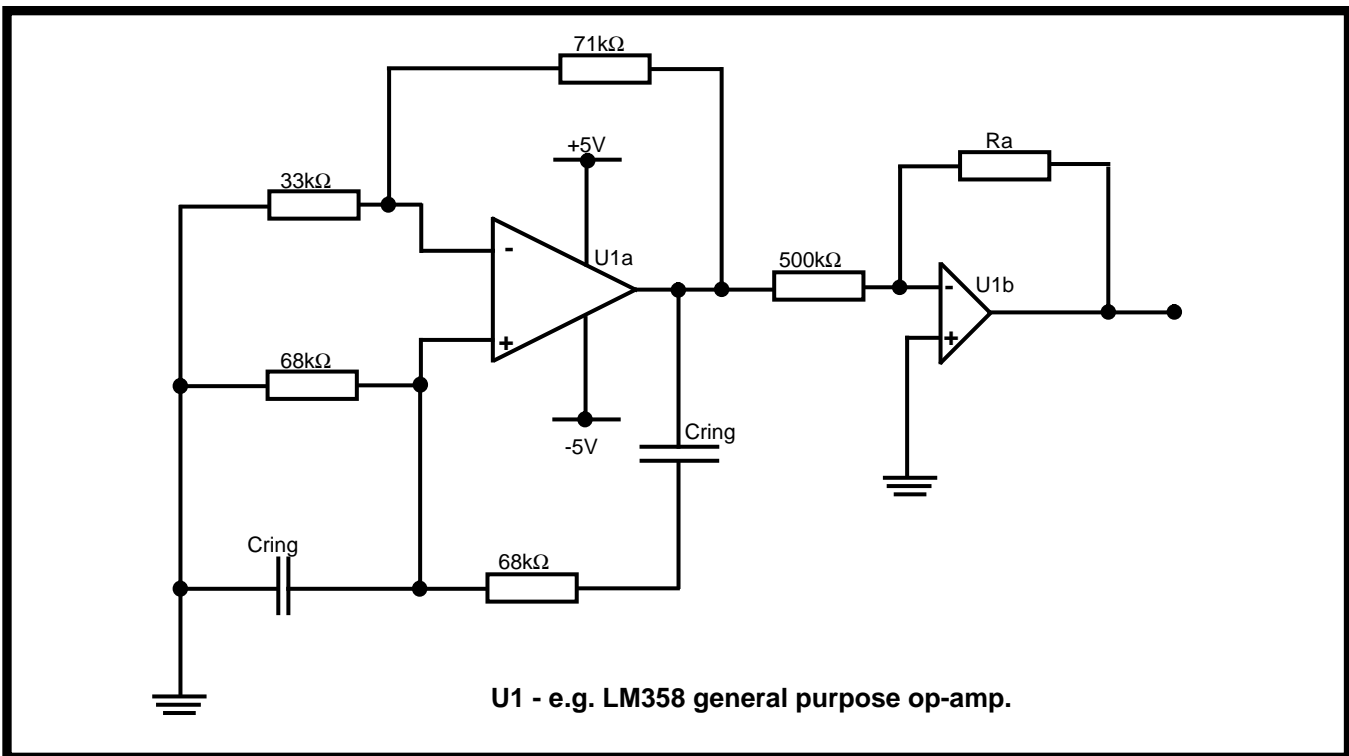 71kΩ
+5V
Ra
33kΩ
-
U1a
500kΩ
-
U1b
+
+
68kΩ
-5V
Cring
Cring
68kΩ
U1 - e.g. LM358 general purpose op-amp.